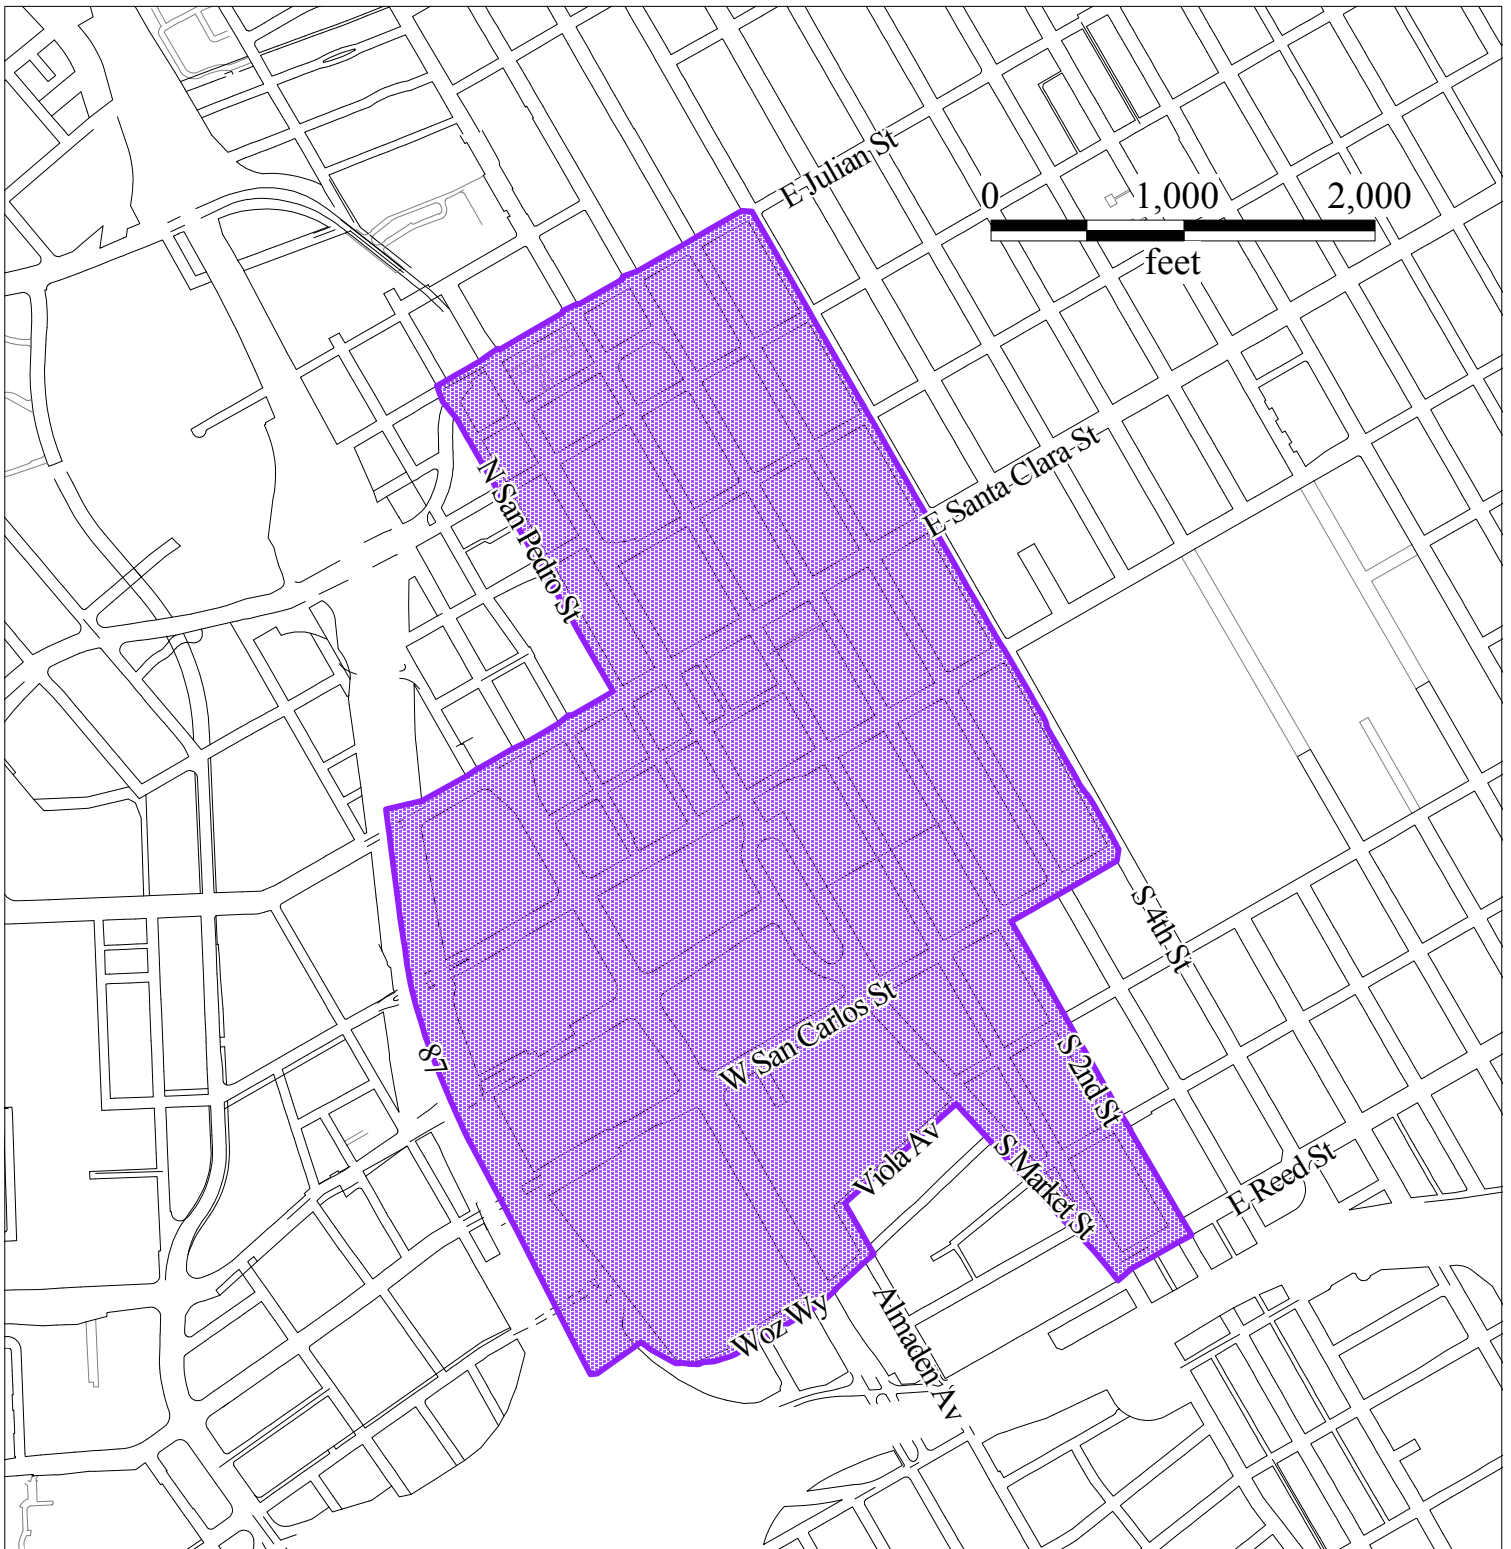 E Julian St
0 1,000 2,000
feet
E Santa Clara St
N San Pedro St
S 4th St
W San Carlos St
87
S 2nd St
Viola Av
S Market St
E Reed St
Woz Wy
Almaden Av